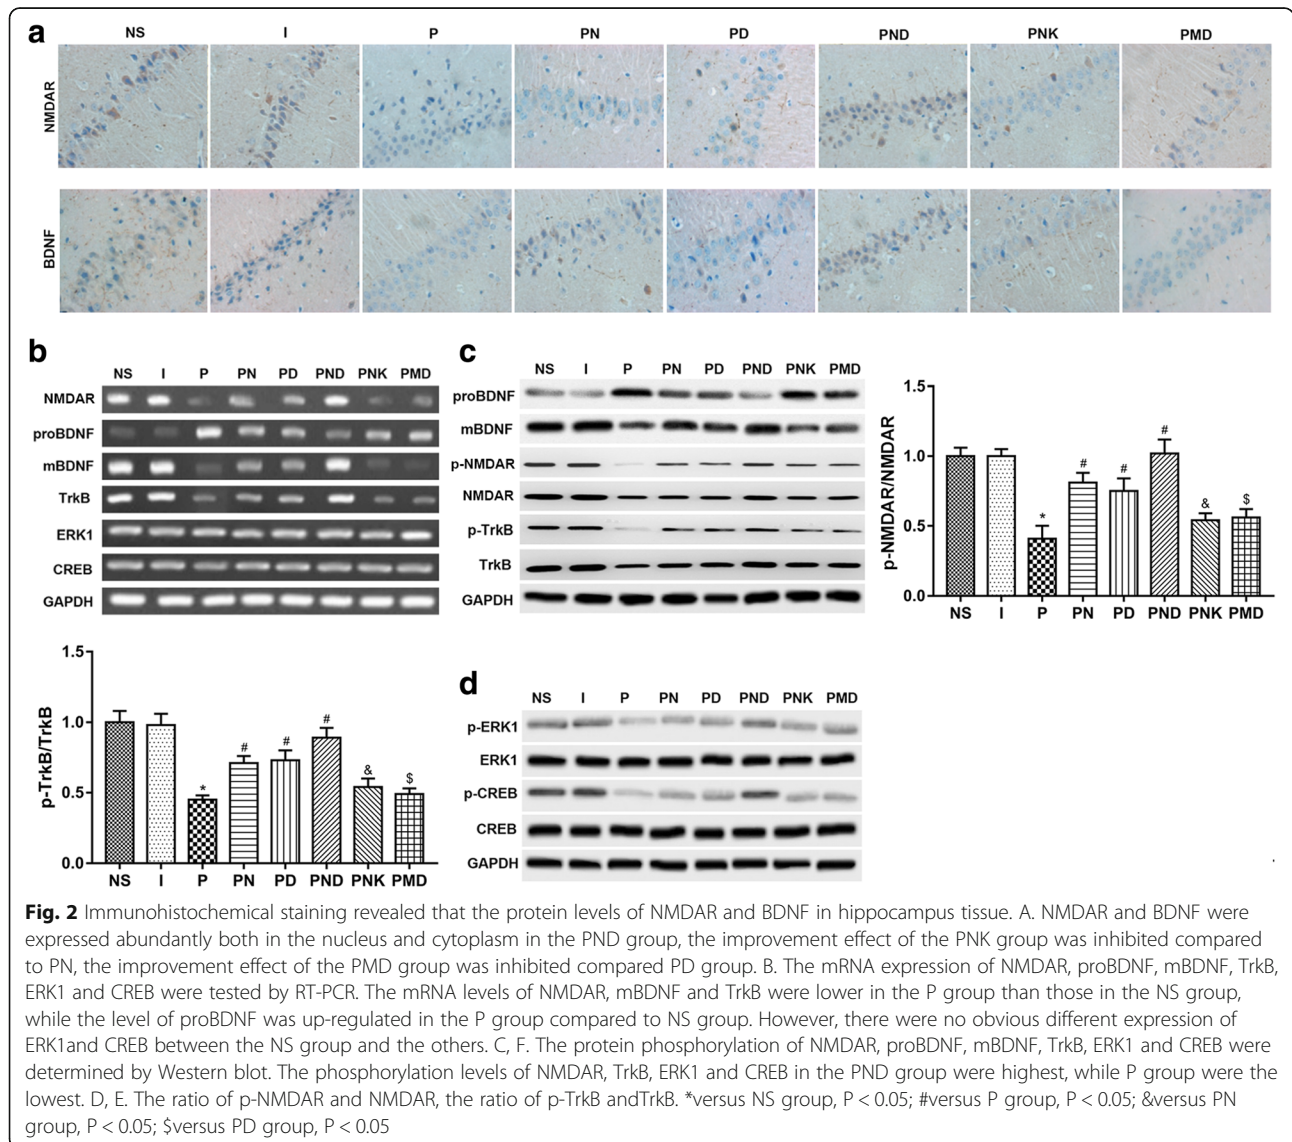 a
NS I P PN PD PND PNK PMD
NMDAR
BDNF
b
NS I P PN PD PND PNK PMD
NMDAR
proBDNF
mBDNF
TrkB
ERK1
CREB
GAPDH
c
NS I P PN PD PND PNK PMD
proBDNF
mBDNF
p-NMDAR
NMDAR
p-TrkB
TrkB
GAPDH
p-NMDAR/NMDAR
1.5
1.0
0.5
0.0
* # # # & $
NS I P PN PD PND PNK PMD
p-TrkB/TrkB
1.5
1.0
0.5
0.0
* # # # & $
NS I P PN PD PND PNK PMD
d
NS I P PN PD PND PNK PMD
p-ERK1
ERK1
p-CREB
CREB
GAPDH
Fig. 2 Immunohistochemical staining revealed that the protein levels of NMDAR and BDNF in hippocampus tissue. A. NMDAR and BDNF were
expressed abundantly both in the nucleus and cytoplasm in the PND group, the improvement effect of the PNK group was inhibited compared
to PN, the improvement effect of the PMD group was inhibited compared PD group. B. The mRNA expression of NMDAR, proBDNF, mBDNF, TrkB,
ERK1 and CREB were tested by RT-PCR. The mRNA levels of NMDAR, mBDNF and TrkB were lower in the P group than those in the NS group,
while the level of proBDNF was up-regulated in the P group compared to NS group. However, there were no obvious different expression of
ERK1and CREB between the NS group and the others. C, F. The protein phosphorylation of NMDAR, proBDNF, mBDNF, TrkB, ERK1 and CREB were
determined by Western blot. The phosphorylation levels of NMDAR, TrkB, ERK1 and CREB in the PND group were highest, while P group were the
lowest. D, E. The ratio of p-NMDAR and NMDAR, the ratio of p-TrkB andTrkB. *versus NS group, P < 0.05; #versus P group, P < 0.05; &versus PN
group, P < 0.05; $versus PD group, P < 0.05